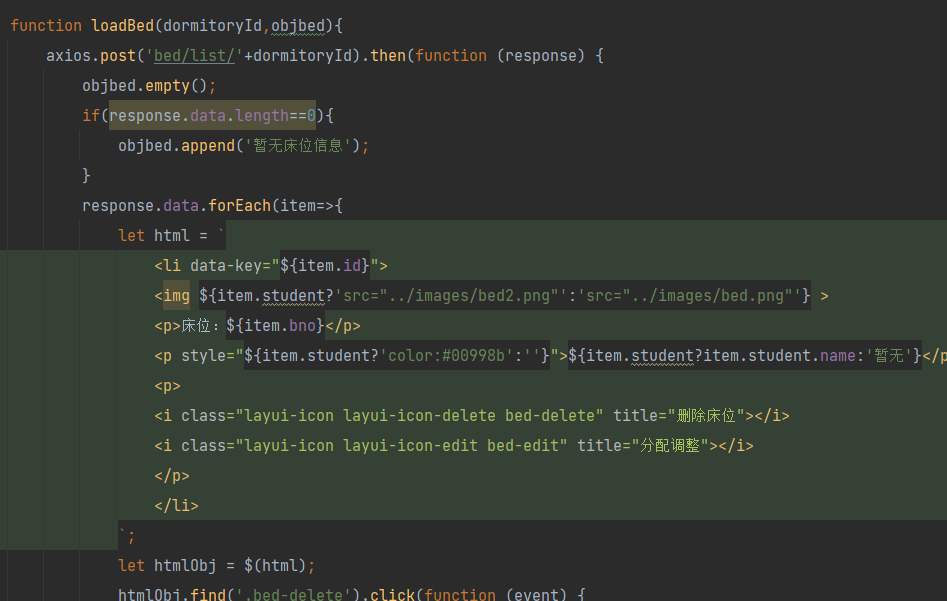 function loadBed(dormitoryId,objbed){
axios.post('bed/list/'+dormitoryId).then(function (response) {
objbed.empty();
if(response.data.length==0){
objbed.append('暂无床位信息');
}
response.data.forEach(item=>{
let html = `
<li data-key="${item.id}">
<img ${item.student?'src="../images/bed2.png"':'src="../images/bed.png"'} >
<p>床位：${item.bno}</p>
<p style="${item.student?'color:#00998b':''}">${item.student?item.student.name:'暂无'}</p
<p>
<i class="layui-icon layui-icon-delete bed-delete" title="删除床位"></i>
<i class="layui-icon layui-icon-edit bed-edit" title="分配调整"></i>
</p>
</li>
`;
let htmlObj = $(html);
htmlObj.find('.bed-delete').click(function (event) {